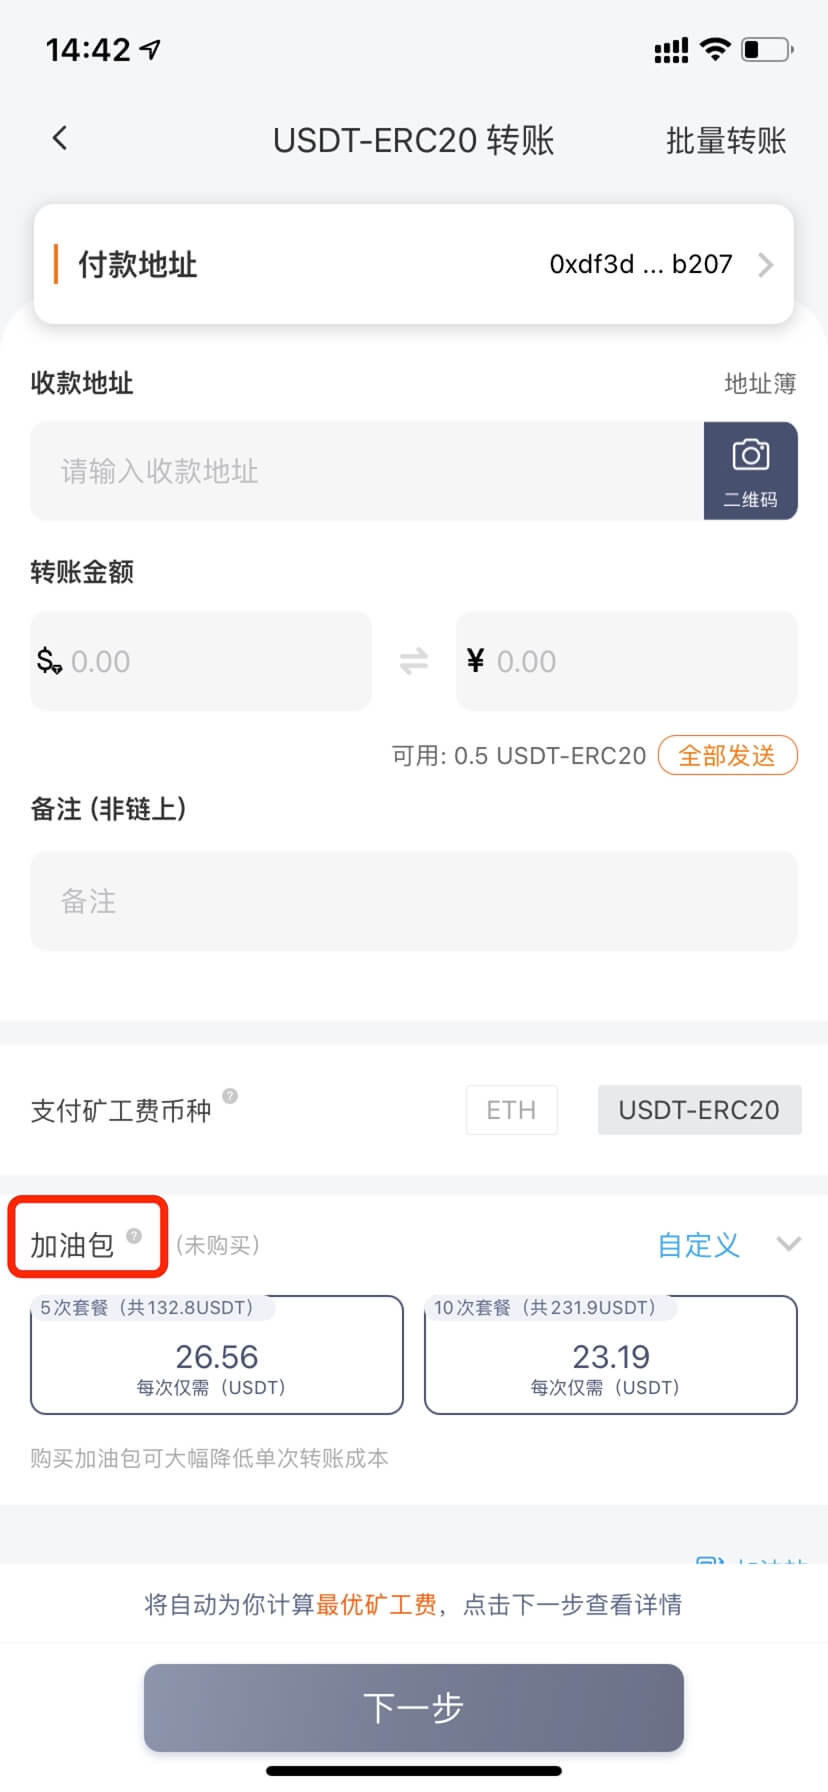 14:42
USDT-ERC20 转账
批量转账
付款地址
0xdf3d ... b207
收款地址
地址簿
请输入收款地址
二维码
转账金额
$ 0.00
¥ 0.00
可用: 0.5 USDT-ERC20
全部发送
备注 (非链上)
备注
支付矿工费币种 ?
ETH
USDT-ERC20
加油包 ?
(未购买)
自定义
5次套餐（共132.8USDT）
26.56
每次仅需（USDT）
10次套餐（共231.9USDT）
23.19
每次仅需（USDT）
购买加油包可大幅降低单次转账成本
将自动为你计算最优矿工费，点击下一步查看详情
下一步